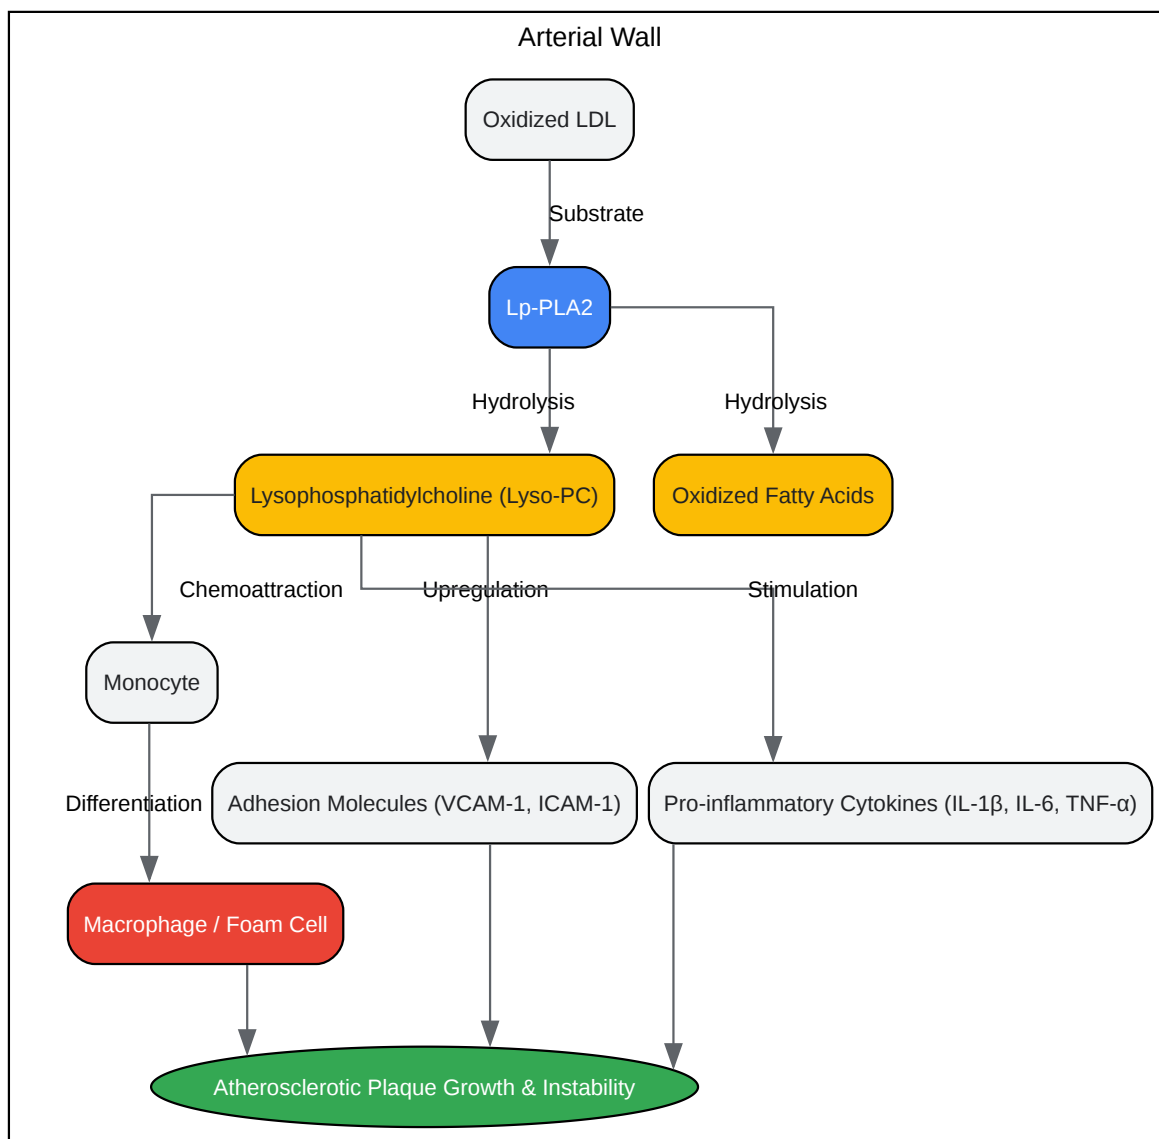 Arterial Wall
Oxidized LDL
Substrate
Lp-PLA2
Hydrolysis
Hydrolysis
Lysophosphatidylcholine (Lyso-PC)
Oxidized Fatty Acids
Chemoattraction
Upregulation
Stimulation
Monocyte
Differentiation
Adhesion Molecules (VCAM-1, ICAM-1)
Pro-inflammatory Cytokines (IL-1β, IL-6, TNF-α)
Macrophage / Foam Cell
Atherosclerotic Plaque Growth & Instability